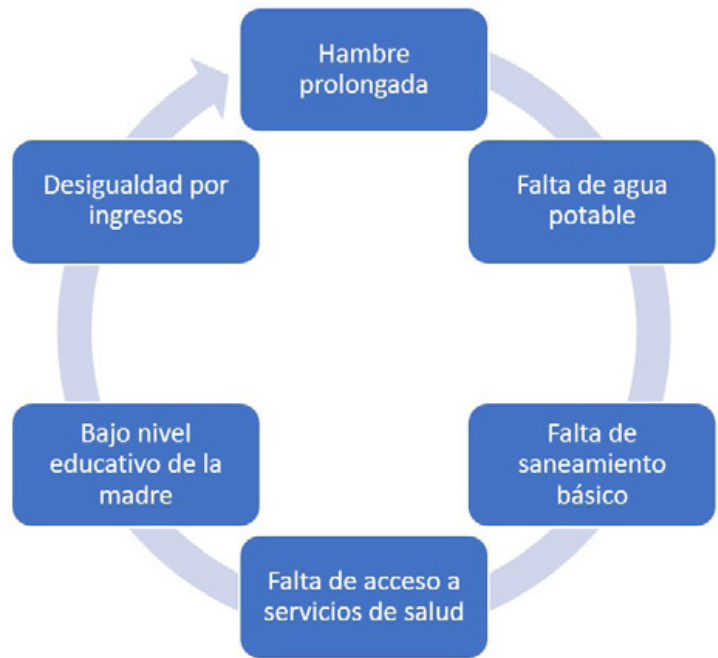 Hambre
prolongada
Falta de agua
potable
Falta de
saneamiento
básico
Falta de acceso a
servicios de salud
Bajo nivel
educativo de la
madre
Desigualdad por
ingresos